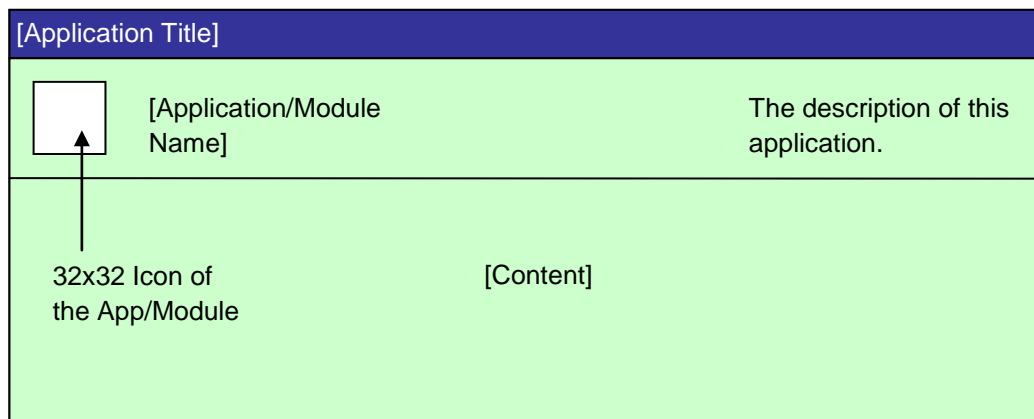 [Application Title]
[Application/Module
Name]
The description of this
application.
32x32 Icon of
the App/Module
[Content]